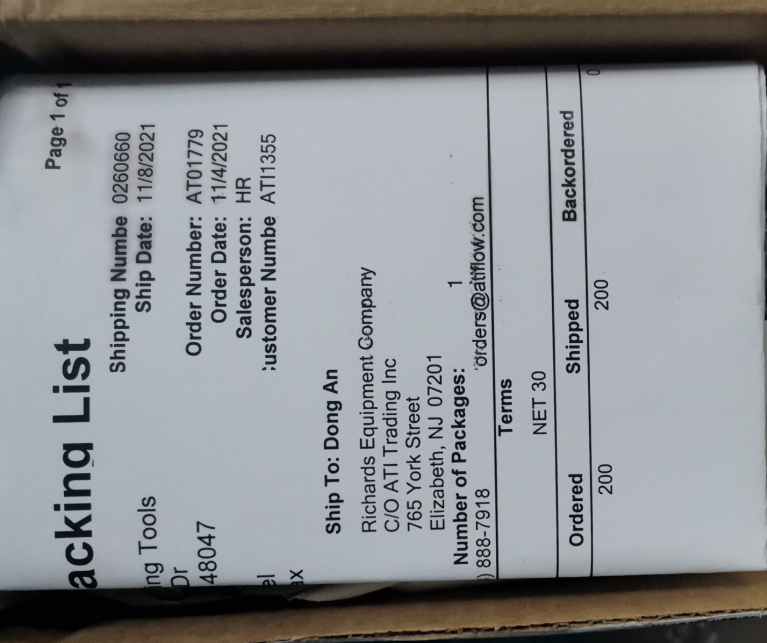 acking List
Page 1 of 1
ing Tools
Dr
48047
el
ax
Shipping Numbe 0260660
Ship Date: 11/8/2021
Order Number: AT01779
Order Date: 11/4/2021
Salesperson: HR
ustomer Numbe ATI1355
Ship To: Dong An
Richards Equipment Company
C/O ATI Trading Inc
765 York Street
Elizabeth, NJ 07201
Number of Packages: 1
) 888-7918 orders@atiflow.com
Terms
NET 30
Ordered Shipped Backordered
200 200 0